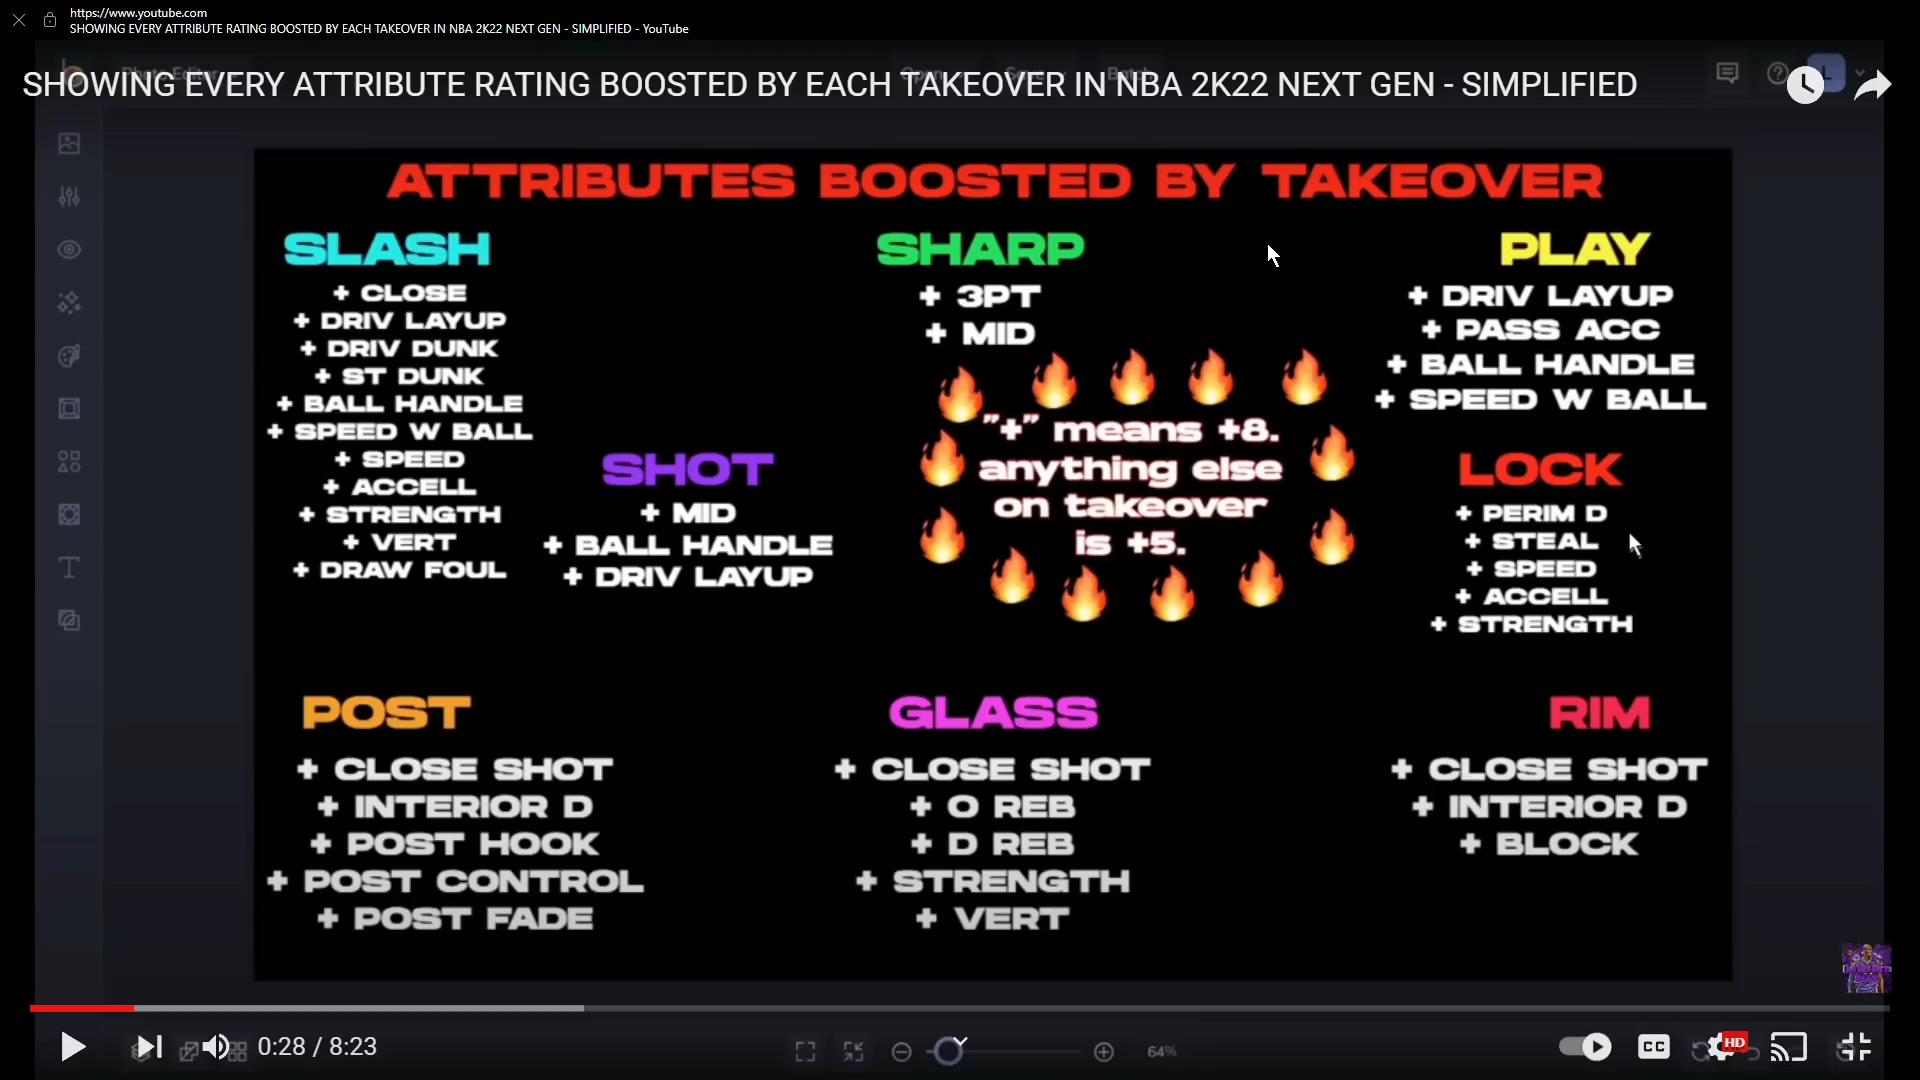 https://www.youtube.com
SHOWING EVERY ATTRIBUTE RATING BOOSTED BY EACH TAKEOVER IN NBA 2K22 NEXT GEN - SIMPLIFIED - YouTube
Photo Editor
SHOWING EVERY ATTRIBUTE RATING BOOSTED BY EACH TAKEOVER IN NBA 2K22 NEXT GEN - SIMPLIFIED
ATTRIBUTES BOOSTED BY TAKEOVER
SLASH
+ CLOSE
+ DRIV LAYUP
+ DRIV DUNK
+ ST DUNK
+ BALL HANDLE
+ SPEED W BALL
+ SPEED
+ ACCELL
+ STRENGTH
+ VERT
+ DRAW FOUL
SHOT
+ MID
+ BALL HANDLE
+ DRIV LAYUP
SHARP
+ 3PT
+ MID
"+" means +8.
anything else
on takeover
is +5.
PLAY
+ DRIV LAYUP
+ PASS ACC
+ BALL HANDLE
+ SPEED W BALL
LOCK
+ PERIM D
+ STEAL
+ SPEED
+ ACCELL
+ STRENGTH
POST
+ CLOSE SHOT
+ INTERIOR D
+ POST HOOK
+ POST CONTROL
+ POST FADE
GLASS
+ CLOSE SHOT
+ O REB
+ D REB
+ STRENGTH
+ VERT
RIM
+ CLOSE SHOT
+ INTERIOR D
+ BLOCK
0:28 / 8:23
64%
CC
HD